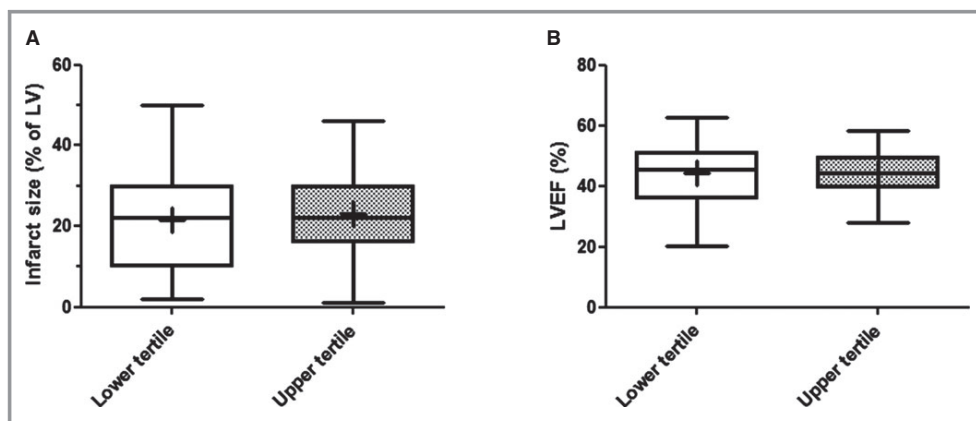 A
Infarct size (% of LV)
60
40
20
0
Lower tertile
Upper tertile
B
LVEF (%)
80
60
40
20
0
Lower tertile
Upper tertile